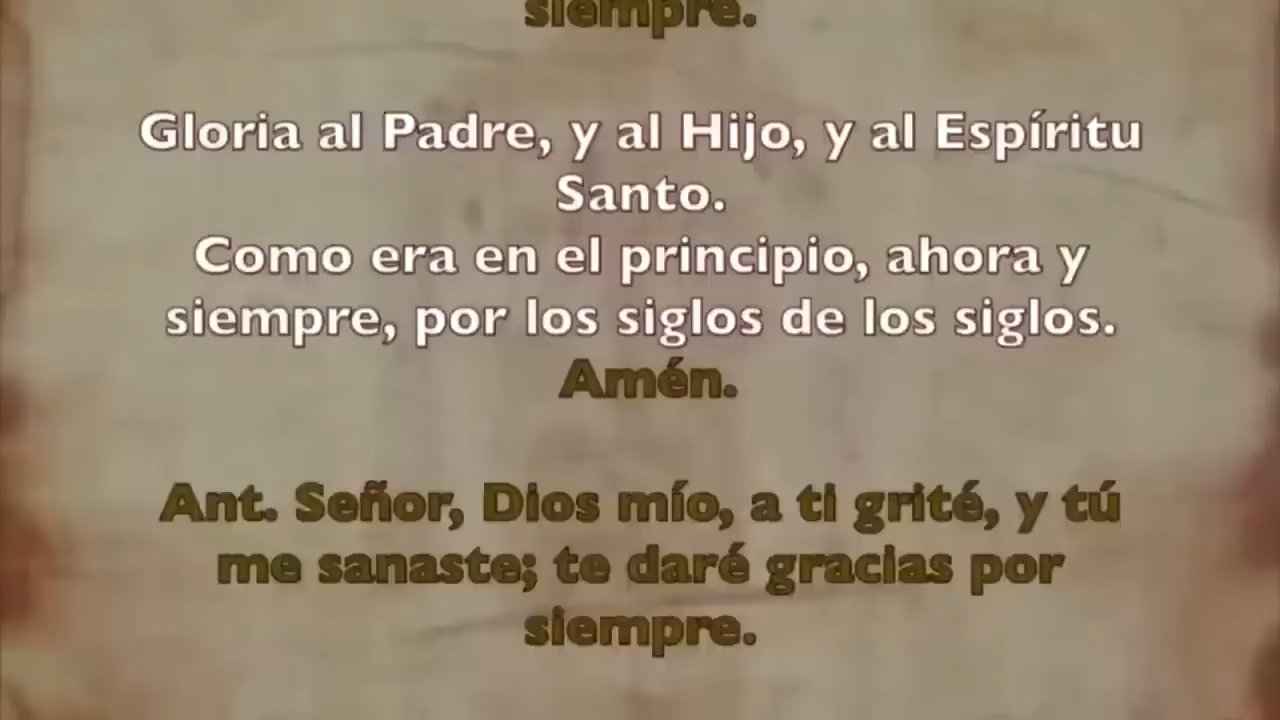 siempre.
Gloria al Padre, y al Hijo, y al Espíritu
Santo.
Como era en el principio, ahora y
siempre, por los siglos de los siglos.
Amén.
Ant. Señor, Dios mío, a ti grité, y tú
me sanaste; te daré gracias por
siempre.